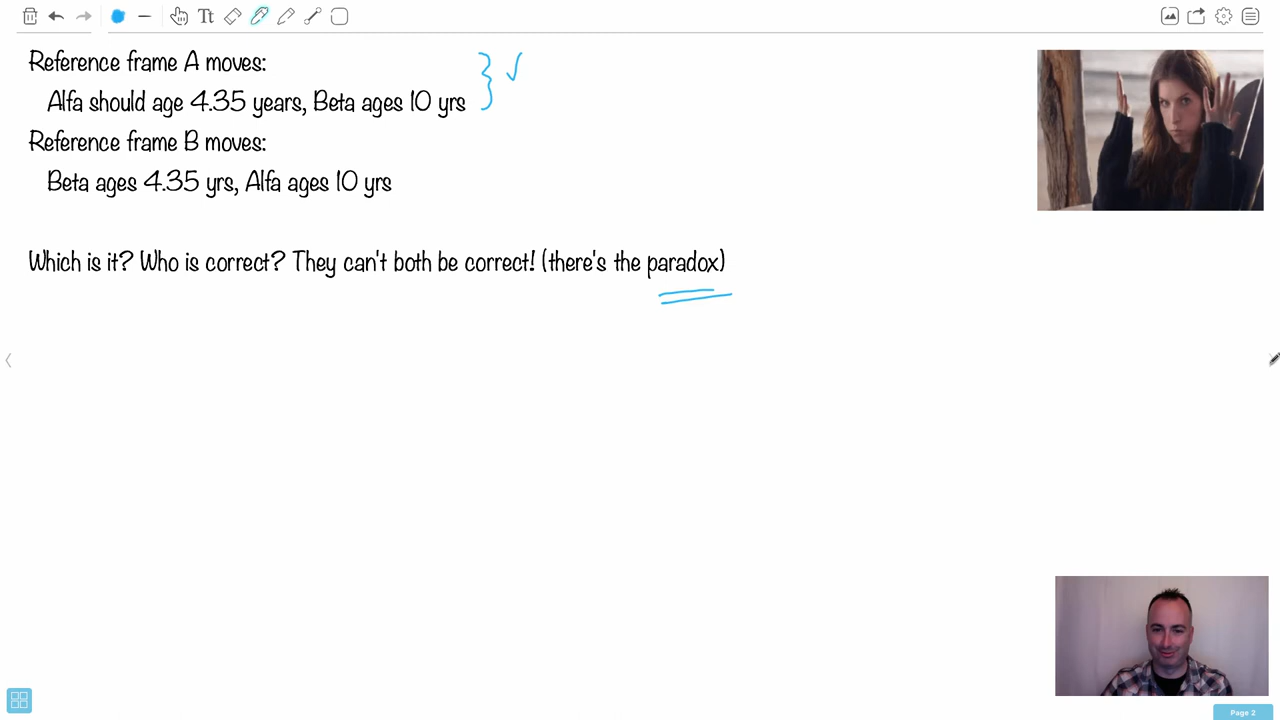 Tt
Reference frame A moves:
Alfa should age 4.35 years, Beta ages 10 yrs
Reference frame B moves:
Beta ages 4.35 yrs, Alfa ages 10 yrs
Which is it? Who is correct? They can't both be correct! (there's the paradox)
Page 2